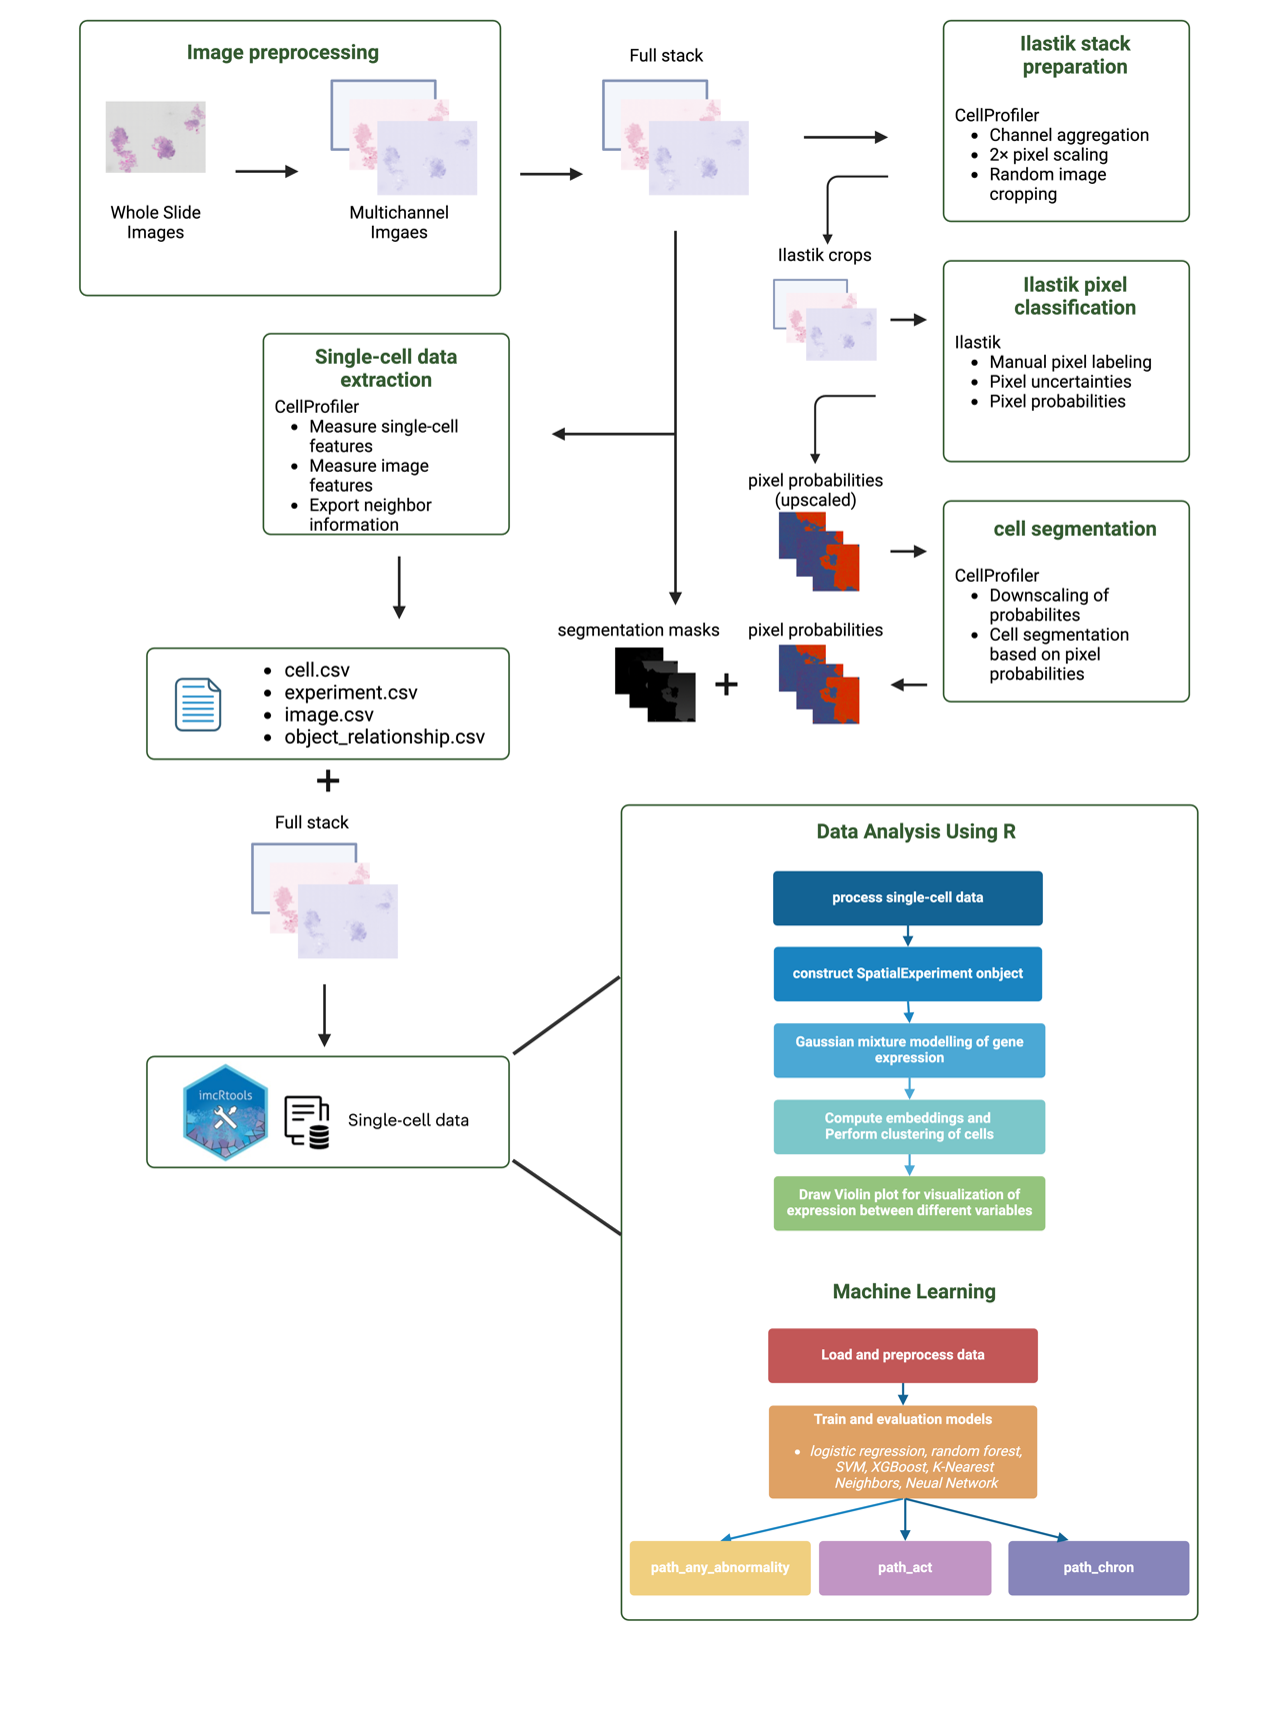 Image preprocessing
Whole Slide
Images
Multichannel
Imgaes
Full stack
Ilastik stack
preparation
CellProfiler
• Channel aggregation
• 2× pixel scaling
• Random image
cropping
Ilastik crops
Ilastik pixel
classification
Ilastik
• Manual pixel labeling
• Pixel uncertainties
• Pixel probabilities
Single-cell data
extraction
CellProfiler
• Measure single-cell
features
• Measure image
features
• Export neighbor
information
pixel probabilities
(upscaled)
cell segmentation
CellProfiler
• Downscaling of
probabilites
• Cell segmentation
based on pixel
probabilities
segmentation masks
+
pixel probabilities
• cell.csv
• experiment.csv
• image.csv
• object_relationship.csv
+
Full stack
imcRtools
Single-cell data
Data Analysis Using R
process single-cell data
construct SpatialExperiment onbject
Gaussian mixture modelling of gene
expression
Compute embeddings and
Perform clustering of cells
Draw Violin plot for visualization of
expression between different variables
Machine Learning
Load and preprocess data
Train and evaluation models
• logistic regression, random forest,
SVM, XGBoost, K-Nearest
Neighbors, Neual Network
path_any_abnormality
path_act
path_chron